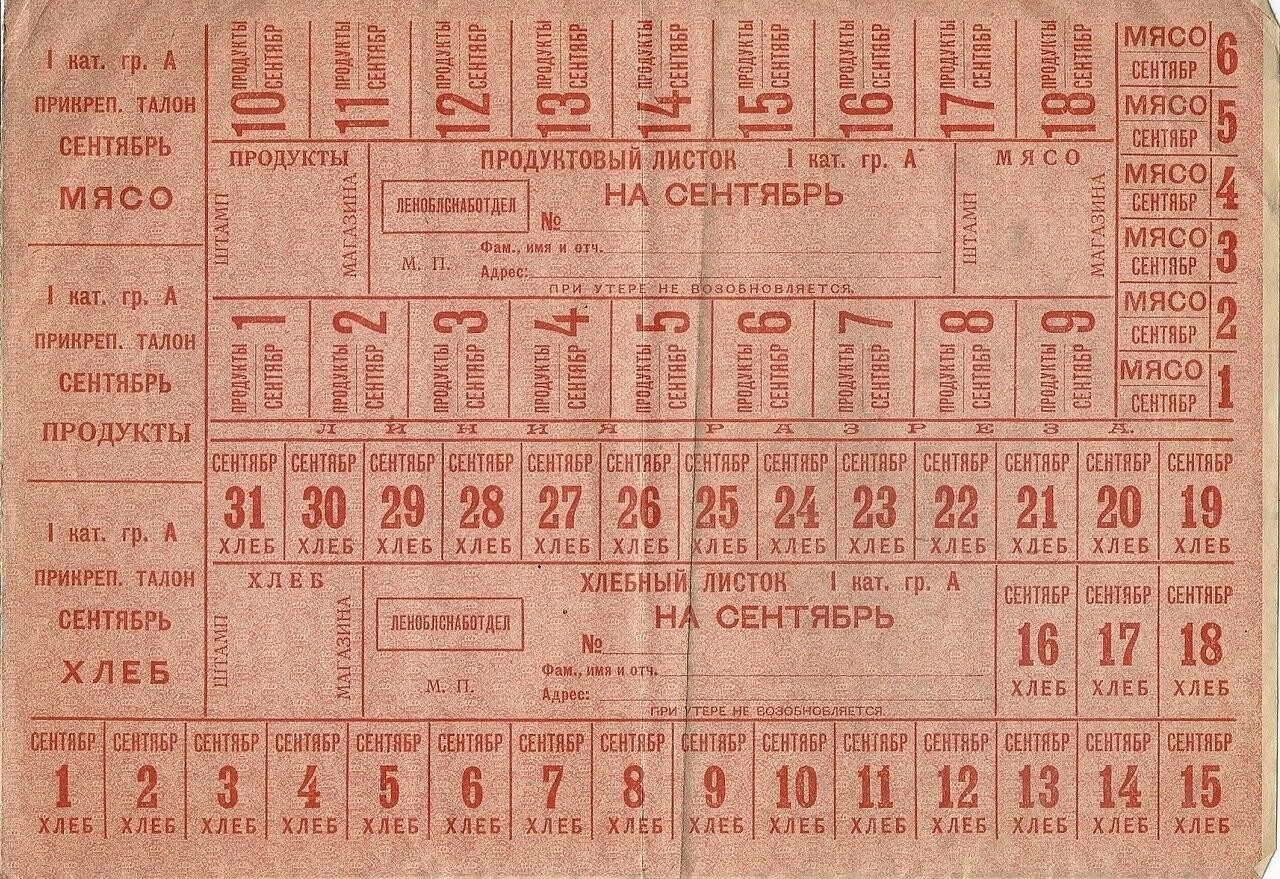 I кат. гр. А
ПРИКРЕП. ТАЛОН
СЕНТЯБРЬ
МЯСО
I кат. гр. А
ПРИКРЕП. ТАЛОН
СЕНТЯБРЬ
ПРОДУКТЫ
I кат. гр. А
ПРИКРЕП. ТАЛОН
СЕНТЯБРЬ
ХЛЕБ
10 ПРОДУКТЫ СЕНТЯБР
11 ПРОДУКТЫ СЕНТЯБР
12 ПРОДУКТЫ СЕНТЯБР
13 ПРОДУКТЫ СЕНТЯБР
14 ПРОДУКТЫ СЕНТЯБР
15 ПРОДУКТЫ СЕНТЯБР
16 ПРОДУКТЫ СЕНТЯБР
17 ПРОДУКТЫ СЕНТЯБР
18 ПРОДУКТЫ СЕНТЯБР
МЯСО СЕНТЯБР 6
МЯСО СЕНТЯБР 5
МЯСО СЕНТЯБР 4
МЯСО СЕНТЯБР 3
МЯСО СЕНТЯБР 2
МЯСО СЕНТЯБР 1
ПРОДУКТЫ
ШТАМП
МАГАЗИНА
ПРОДУКТОВЫЙ ЛИСТОК I кат. гр. А
НА СЕНТЯБРЬ
ЛЕНОБЛСНАБОТДЕЛ
№
Фам., имя и отч.
М. П.
Адрес:
ПРИ УТЕРЕ НЕ ВОЗОБНОВЛЯЕТСЯ.
МЯСО
ШТАМП
МАГАЗИНА
ПРОДУКТЫ СЕНТЯБР 1
ПРОДУКТЫ СЕНТЯБР 2
ПРОДУКТЫ СЕНТЯБР 3
ПРОДУКТЫ СЕНТЯБР 4
ПРОДУКТЫ СЕНТЯБР 5
ПРОДУКТЫ СЕНТЯБР 6
ПРОДУКТЫ СЕНТЯБР 7
ПРОДУКТЫ СЕНТЯБР 8
ПРОДУКТЫ СЕНТЯБР 9
ЛИНИЯ РАЗРЕЗА.
СЕНТЯБР 31 ХЛЕБ
СЕНТЯБР 30 ХЛЕБ
СЕНТЯБР 29 ХЛЕБ
СЕНТЯБР 28 ХЛЕБ
СЕНТЯБР 27 ХЛЕБ
СЕНТЯБР 26 ХЛЕБ
СЕНТЯБР 25 ХЛЕБ
СЕНТЯБР 24 ХЛЕБ
СЕНТЯБР 23 ХЛЕБ
СЕНТЯБР 22 ХЛЕБ
СЕНТЯБР 21 ХЛЕБ
СЕНТЯБР 20 ХЛЕБ
СЕНТЯБР 19 ХЛЕБ
ХЛЕБ
ШТАМП
МАГАЗИНА
ХЛЕБНЫЙ ЛИСТОК I кат. гр. А
НА СЕНТЯБРЬ
ЛЕНОБЛСНАБОТДЕЛ
№
Фам., имя и отч.
М. П.
Адрес:
ПРИ УТЕРЕ НЕ ВОЗОБНОВЛЯЕТСЯ.
СЕНТЯБР 16 ХЛЕБ
СЕНТЯБР 17 ХЛЕБ
СЕНТЯБР 18 ХЛЕБ
СЕНТЯБР 1 ХЛЕБ
СЕНТЯБР 2 ХЛЕБ
СЕНТЯБР 3 ХЛЕБ
СЕНТЯБР 4 ХЛЕБ
СЕНТЯБР 5 ХЛЕБ
СЕНТЯБР 6 ХЛЕБ
СЕНТЯБР 7 ХЛЕБ
СЕНТЯБР 8 ХЛЕБ
СЕНТЯБР 9 ХЛЕБ
СЕНТЯБР 10 ХЛЕБ
СЕНТЯБР 11 ХЛЕБ
СЕНТЯБР 12 ХЛЕБ
СЕНТЯБР 13 ХЛЕБ
СЕНТЯБР 14 ХЛЕБ
СЕНТЯБР 15 ХЛЕБ